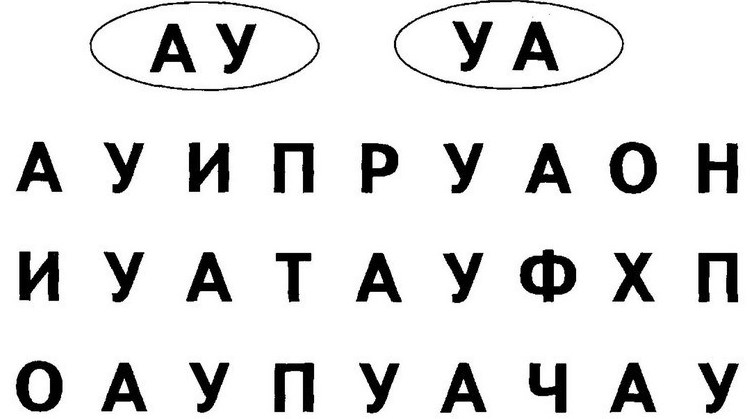 АУ УА
А У И П Р У А О Н
И У А Т А У Ф Х П
О А У П У А Ч А У